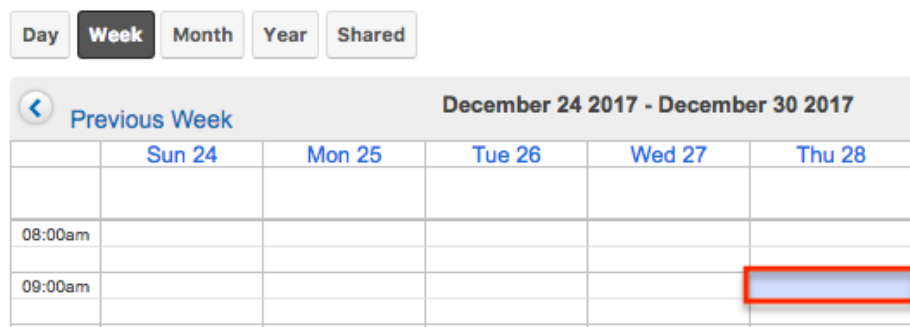 Day Week Month Year Shared
Previous Week December 24 2017 - December 30 2017
Sun 24 Mon 25 Tue 26 Wed 27 Thu 28
08:00am
09:00am